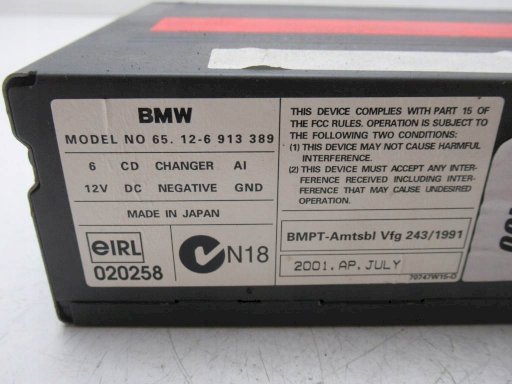 BMW
MODEL NO 65. 12-6 913 389
6 CD CHANGER AI
12V DC NEGATIVE GND
MADE IN JAPAN
eIRL
020258
N18
THIS DEVICE COMPLIES WITH PART 15 OF
THE FCC RULES. OPERATION IS SUBJECT TO
THE FOLLOWING TWO CONDITIONS:
(1) THIS DEVICE MAY NOT CAUSE HARMFUL
INTERFERENCE.
(2) THIS DEVICE MUST ACCEPT ANY INTER-
FERENCE RECEIVED INCLUDING INTER-
FERENCE THAT MAY CAUSE UNDESIRED
OPERATION.
BMPT-Amtsbl Vfg 243/1991
2001.AP.JULY
70747W15-O